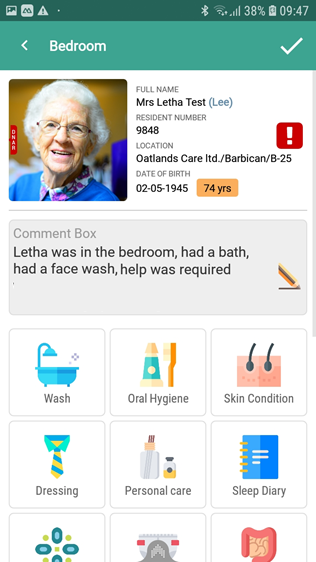 38% 09:47
Bedroom
FULL NAME
Mrs Letha Test (Lee)
RESIDENT NUMBER
9848
LOCATION
Oatlands Care ltd./Barbican/B-25
DATE OF BIRTH
02-05-1945 74 yrs
DNAR
!
Comment Box
Letha was in the bedroom, had a bath,
had a face wash, help was required
Wash Oral Hygiene Skin Condition
Dressing Personal care Sleep Diary